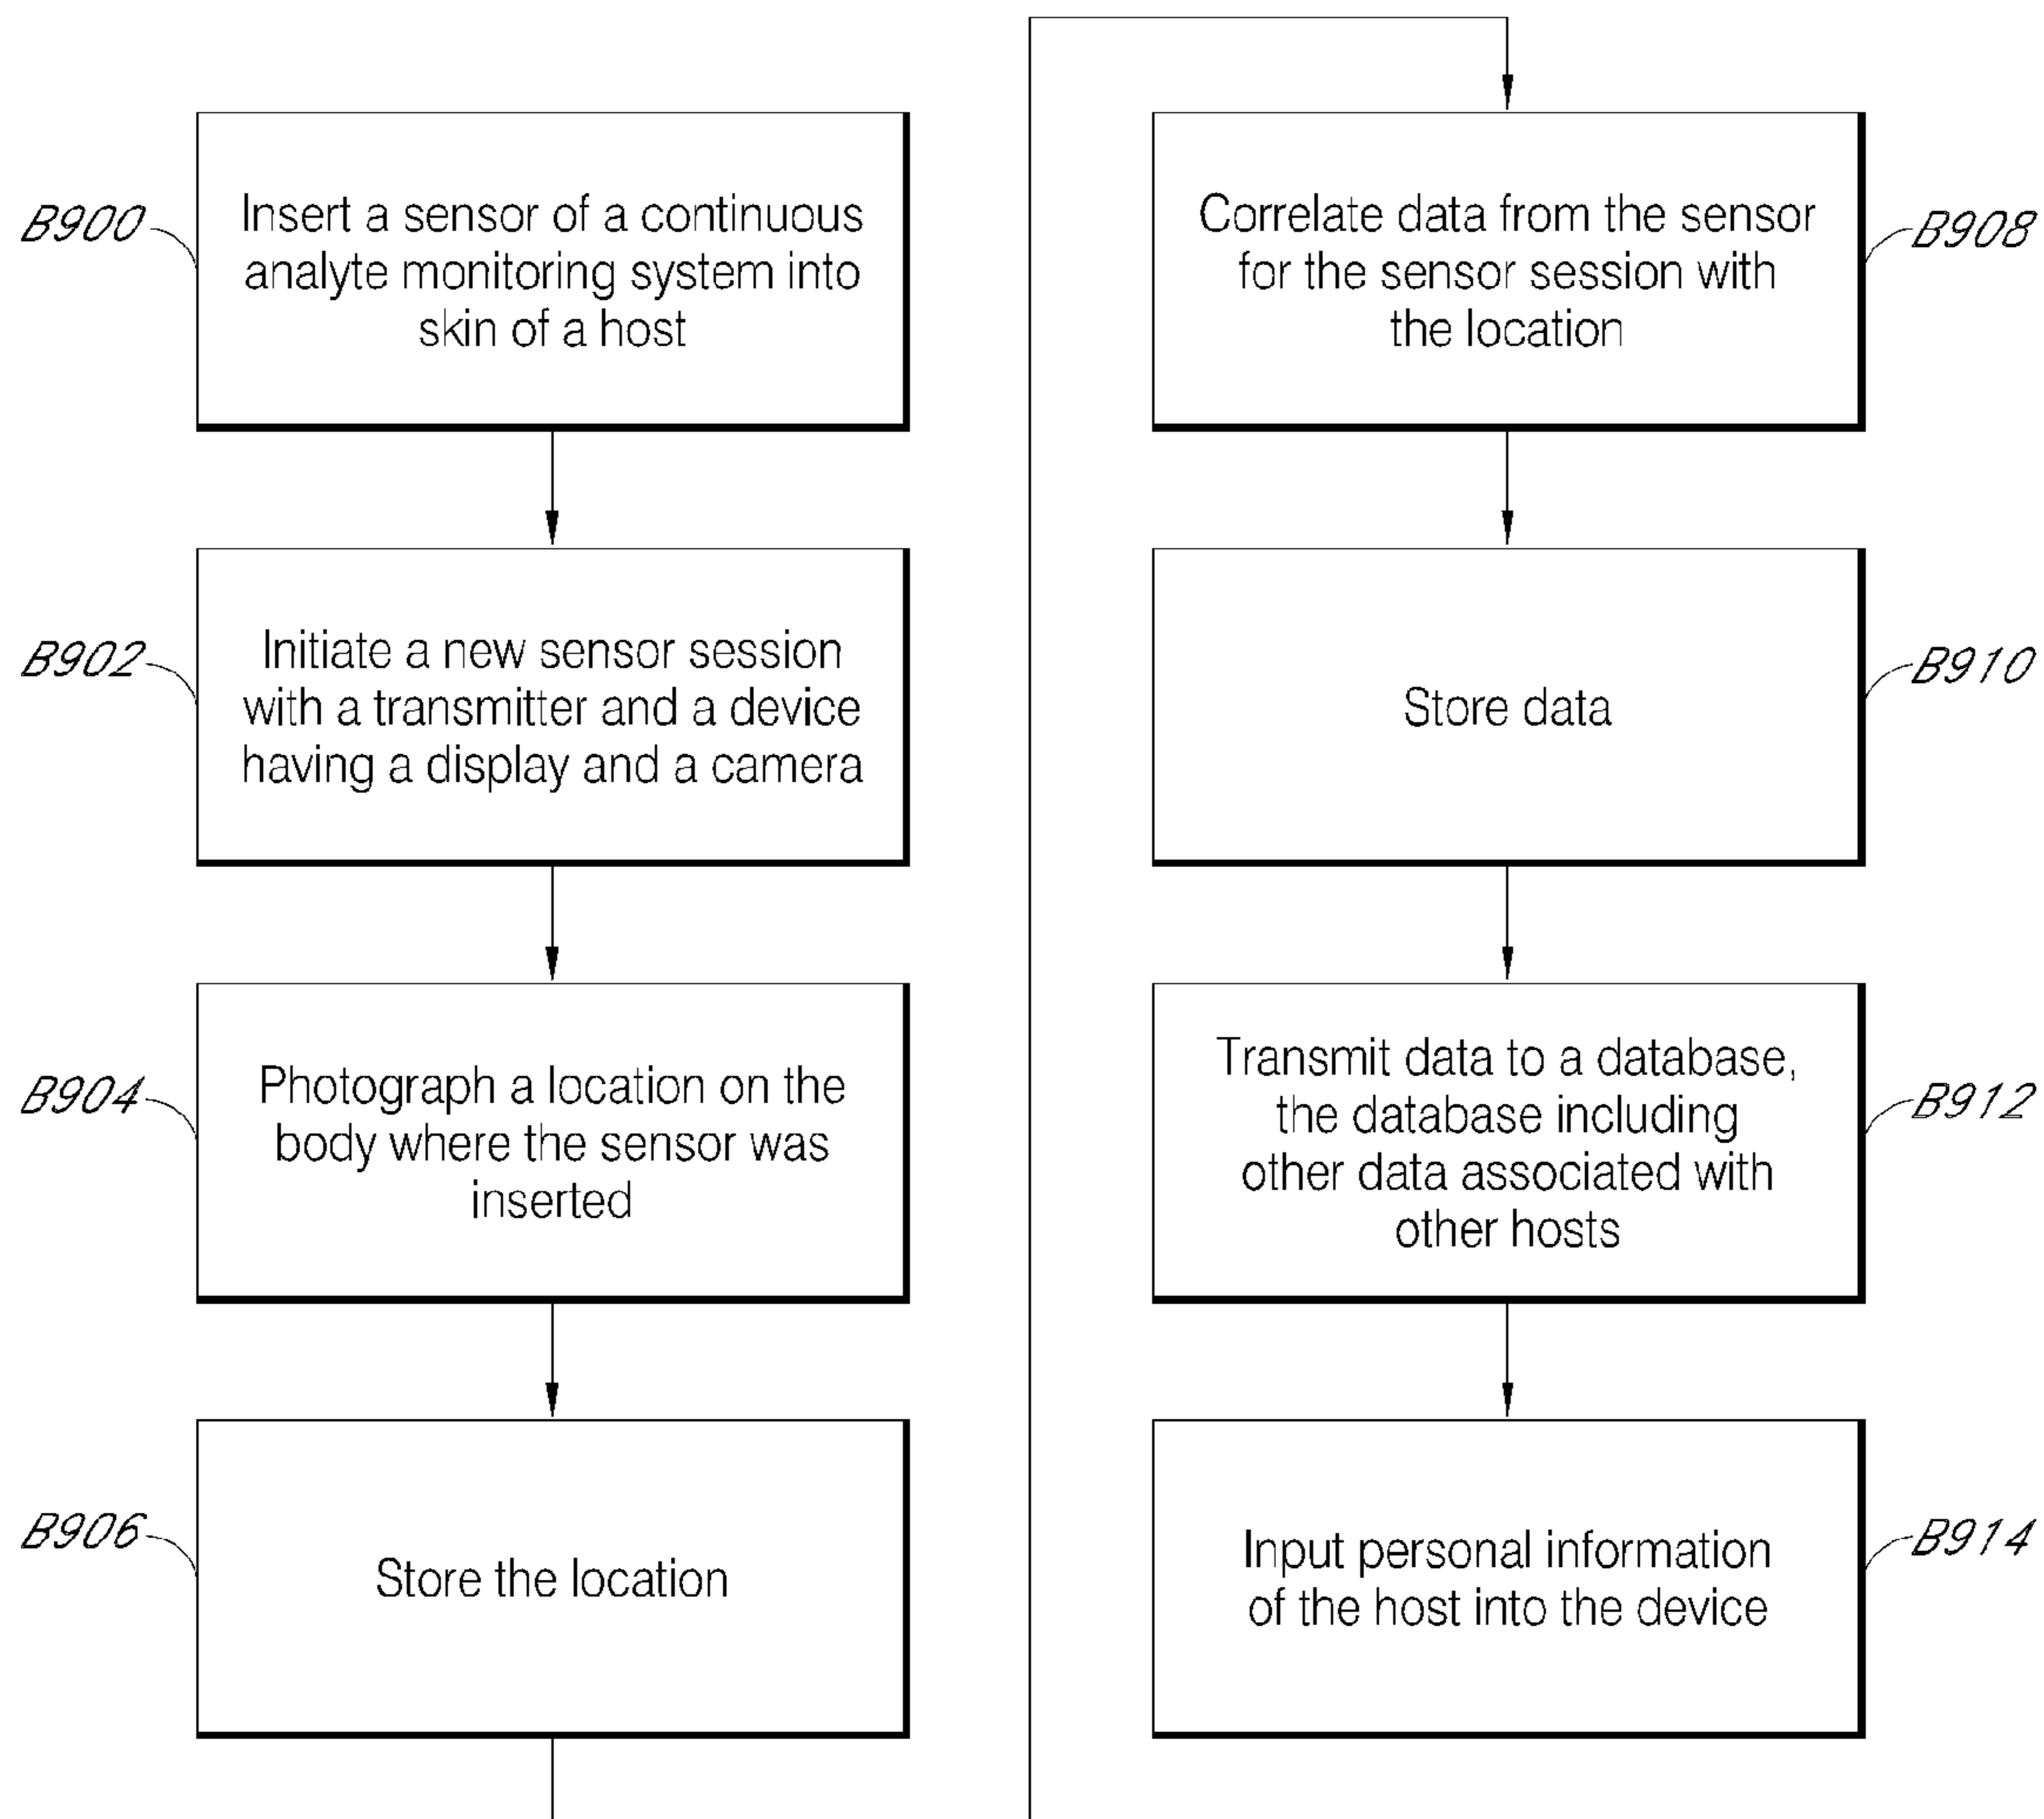 B900
Insert a sensor of a continuous
analyte monitoring system into
skin of a host
B902
Initiate a new sensor session
with a transmitter and a device
having a display and a camera
B904
Photograph a location on the
body where the sensor was
inserted
B906
Store the location
Correlate data from the sensor
for the sensor session with
the location
B908
Store data
B910
Transmit data to a database,
the database including
other data associated with
other hosts
B912
Input personal information
of the host into the device
B914